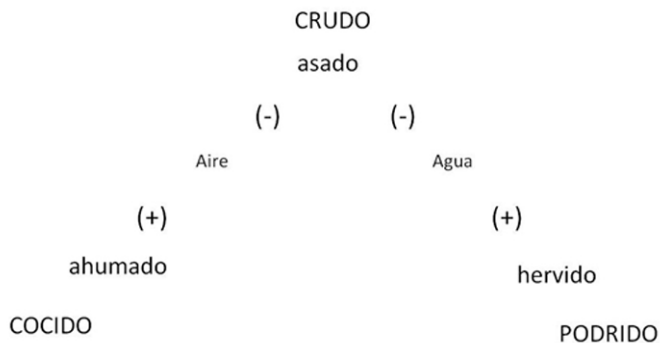 CRUDO
asado
(-) (-)
Aire Agua
(+) (+)
ahumado
hervido
COCIDO
PODRIDO